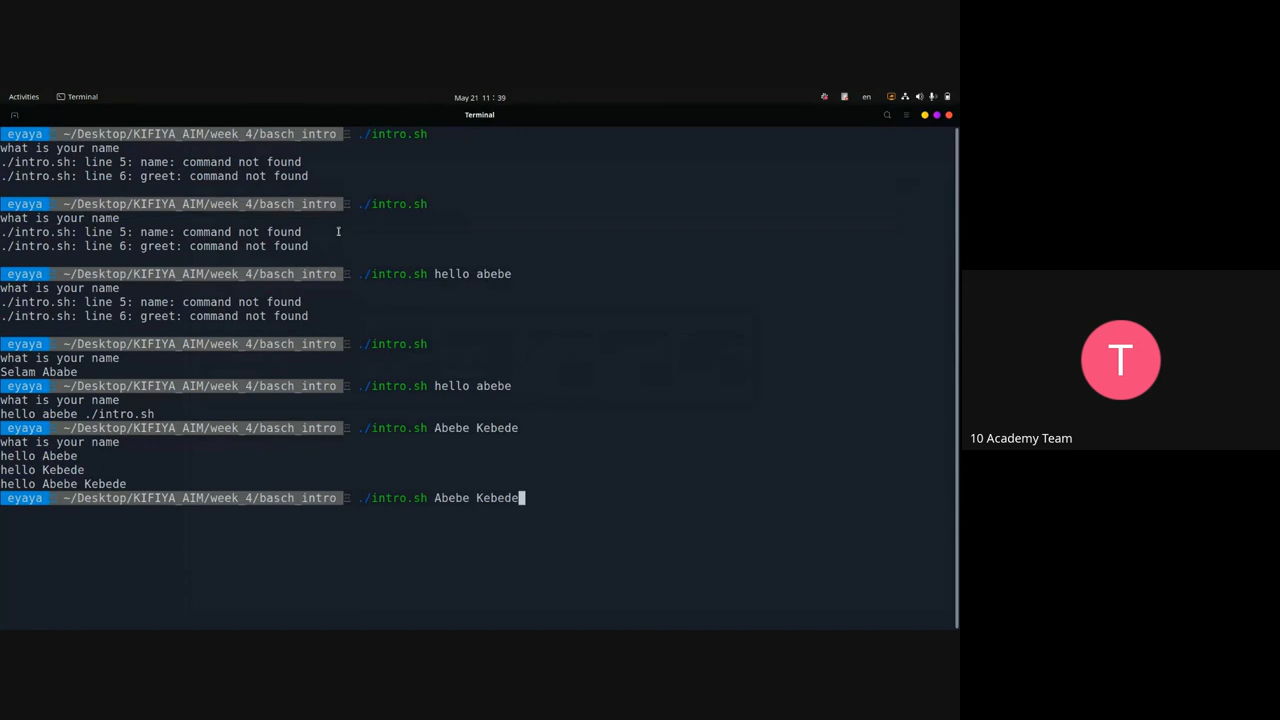 Activities Terminal May 21 11:39 en
Terminal
eyaya ~/Desktop/KIFIYA_AIM/week_4/basch_intro ./intro.sh
what is your name
./intro.sh: line 5: name: command not found
./intro.sh: line 6: greet: command not found
eyaya ~/Desktop/KIFIYA_AIM/week_4/basch_intro ./intro.sh
what is your name
./intro.sh: line 5: name: command not found
./intro.sh: line 6: greet: command not found
eyaya ~/Desktop/KIFIYA_AIM/week_4/basch_intro ./intro.sh hello abebe
what is your name
./intro.sh: line 5: name: command not found
./intro.sh: line 6: greet: command not found
eyaya ~/Desktop/KIFIYA_AIM/week_4/basch_intro ./intro.sh
what is your name
Selam Ababe
eyaya ~/Desktop/KIFIYA_AIM/week_4/basch_intro ./intro.sh hello abebe
what is your name
hello abebe ./intro.sh
eyaya ~/Desktop/KIFIYA_AIM/week_4/basch_intro ./intro.sh Abebe Kebede
what is your name
hello Abebe
hello Kebede
hello Abebe Kebede
eyaya ~/Desktop/KIFIYA_AIM/week_4/basch_intro ./intro.sh Abebe Kebede
T
10 Academy Team